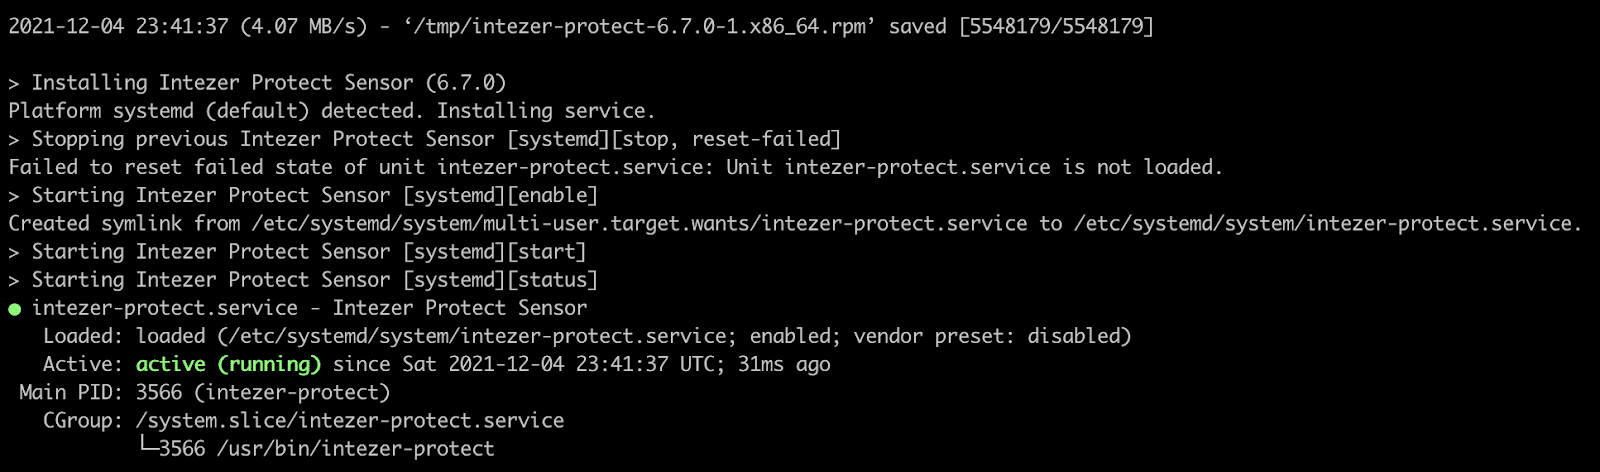 2021-12-04 23:41:37 (4.07 MB/s) - ‘/tmp/intezer-protect-6.7.0-1.x86_64.rpm’ saved [5548179/5548179]
> Installing Intezer Protect Sensor (6.7.0)
Platform systemd (default) detected. Installing service.
> Stopping previous Intezer Protect Sensor [systemd][stop, reset-failed]
Failed to reset failed state of unit intezer-protect.service: Unit intezer-protect.service is not loaded.
> Starting Intezer Protect Sensor [systemd][enable]
Created symlink from /etc/systemd/system/multi-user.target.wants/intezer-protect.service to /etc/systemd/system/intezer-protect.service.
> Starting Intezer Protect Sensor [systemd][start]
> Starting Intezer Protect Sensor [systemd][status]
● intezer-protect.service - Intezer Protect Sensor
   Loaded: loaded (/etc/systemd/system/intezer-protect.service; enabled; vendor preset: disabled)
   Active: active (running) since Sat 2021-12-04 23:41:37 UTC; 31ms ago
 Main PID: 3566 (intezer-protect)
   CGroup: /system.slice/intezer-protect.service
           └─3566 /usr/bin/intezer-protect